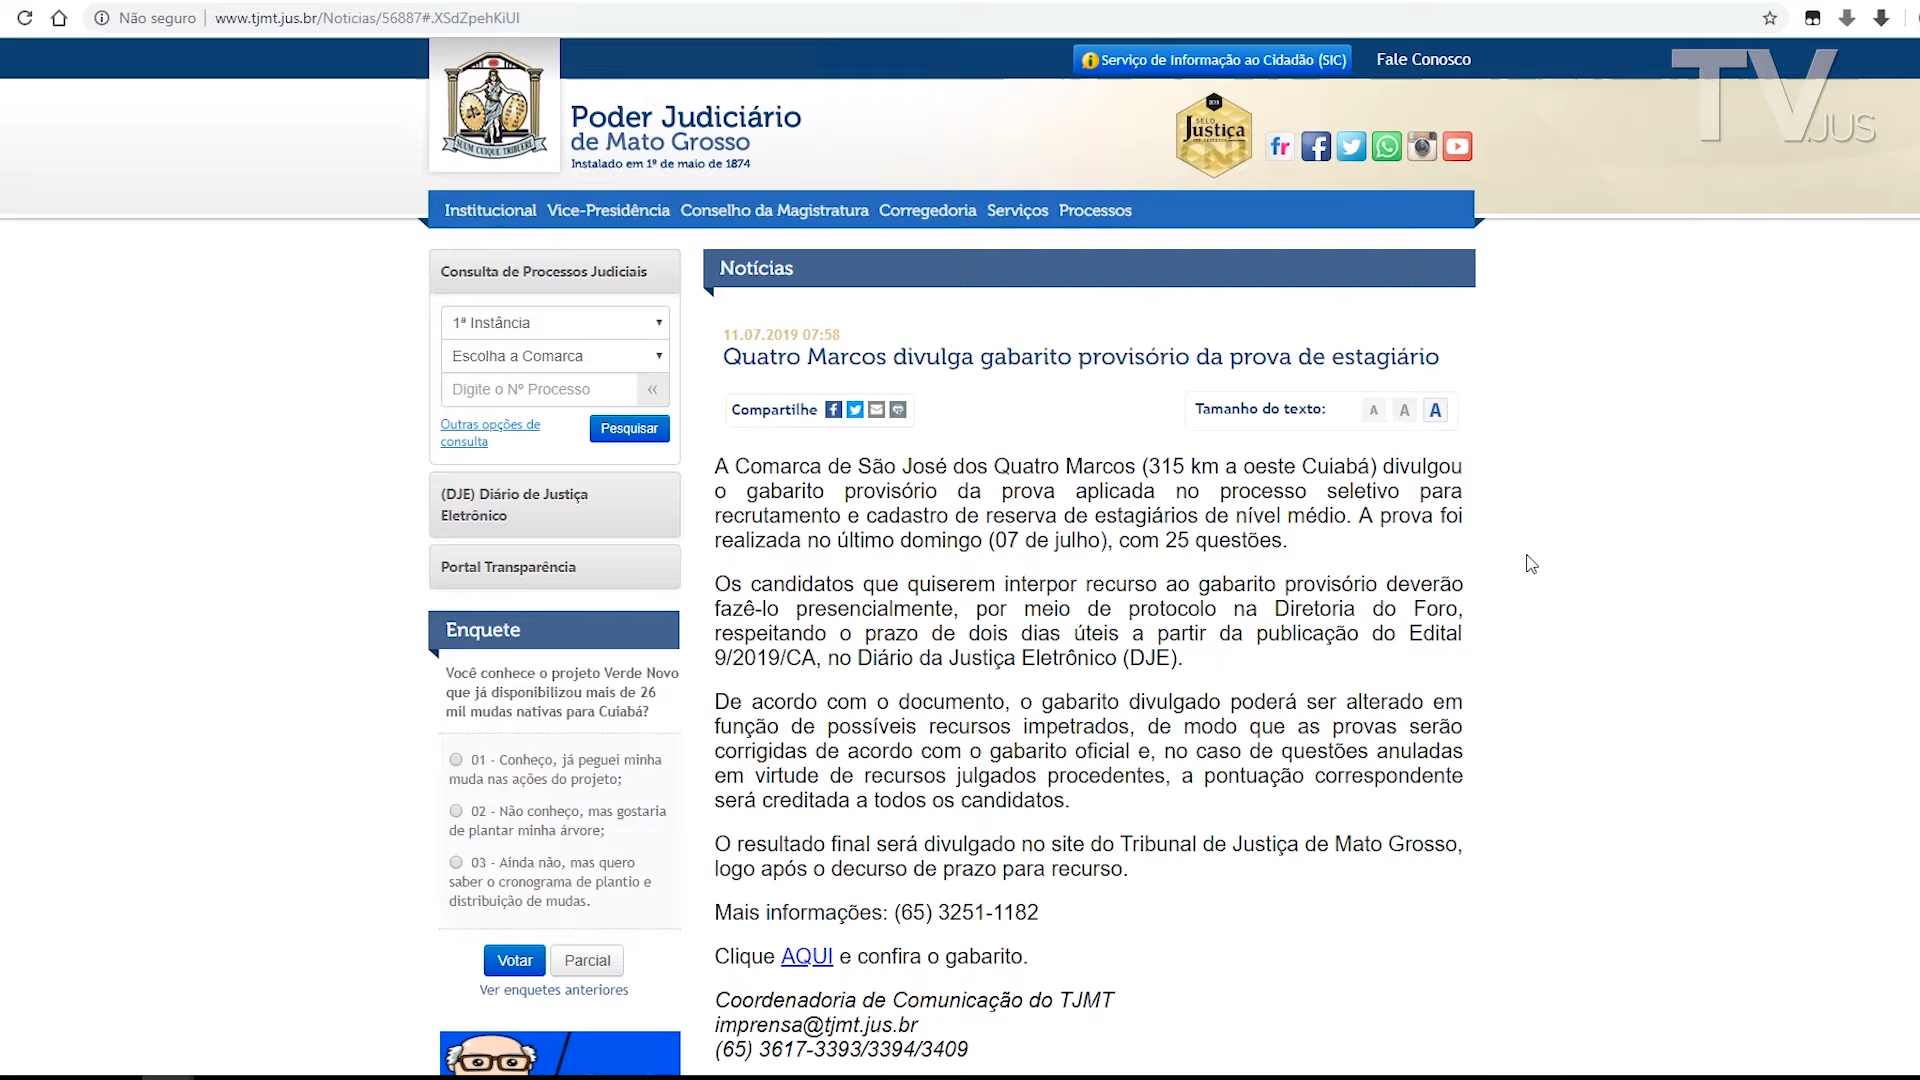 Não seguro
www.tjmt.jus.br/Noticias/56887#.XSdZpehKiUl
Serviço de Informação ao Cidadão (SIC)
Fale Conosco
TV.JUS
SUUM CUIQUE TRIBUERE
Poder Judiciário
de Mato Grosso
Instalado em 1º de maio de 1874
2018
SELO
Justiça
fr
Institucional Vice-Presidência Conselho da Magistratura Corregedoria Serviços Processos
Consulta de Processos Judiciais
1ª Instância
Escolha a Comarca
Digite o Nº Processo
Outras opções de
consulta
Pesquisar
(DJE) Diário de Justiça
Eletrônico
Portal Transparência
Enquete
Você conhece o projeto Verde Novo
que já disponibilizou mais de 26
mil mudas nativas para Cuiabá?
01 - Conheço, já peguei minha
muda nas ações do projeto;
02 - Não conheço, mas gostaria
de plantar minha árvore;
03 - Ainda não, mas quero
saber o cronograma de plantio e
distribuição de mudas.
Votar
Parcial
Ver enquetes anteriores
Notícias
11.07.2019 07:58
Quatro Marcos divulga gabarito provisório da prova de estagiário
Compartilhe
Tamanho do texto: A A A
A Comarca de São José dos Quatro Marcos (315 km a oeste Cuiabá) divulgou
o gabarito provisório da prova aplicada no processo seletivo para
recrutamento e cadastro de reserva de estagiários de nível médio. A prova foi
realizada no último domingo (07 de julho), com 25 questões.
Os candidatos que quiserem interpor recurso ao gabarito provisório deverão
fazê-lo presencialmente, por meio de protocolo na Diretoria do Foro,
respeitando o prazo de dois dias úteis a partir da publicação do Edital
9/2019/CA, no Diário da Justiça Eletrônico (DJE).
De acordo com o documento, o gabarito divulgado poderá ser alterado em
função de possíveis recursos impetrados, de modo que as provas serão
corrigidas de acordo com o gabarito oficial e, no caso de questões anuladas
em virtude de recursos julgados procedentes, a pontuação correspondente
será creditada a todos os candidatos.
O resultado final será divulgado no site do Tribunal de Justiça de Mato Grosso,
logo após o decurso de prazo para recurso.
Mais informações: (65) 3251-1182
Clique AQUI e confira o gabarito.
Coordenadoria de Comunicação do TJMT
imprensa@tjmt.jus.br
(65) 3617-3393/3394/3409